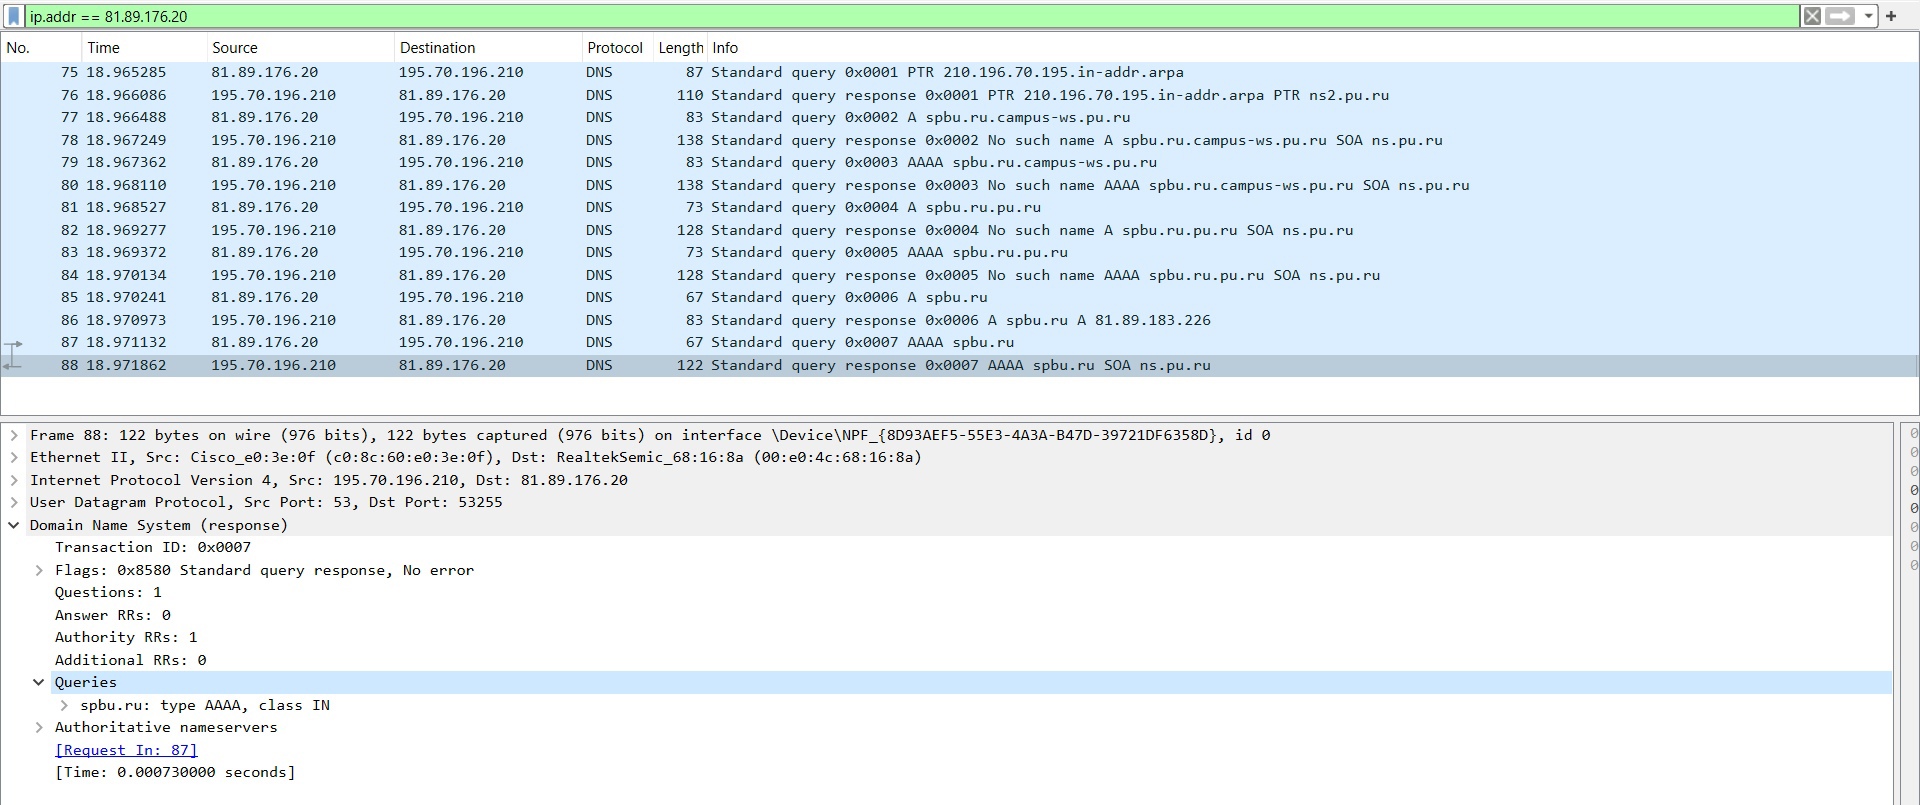 ip.addr == 81.89.176.20
No. Time Source Destination Protocol Length Info
75 18.965285 81.89.176.20 195.70.196.210 DNS 87 Standard query 0x0001 PTR 210.196.70.195.in-addr.arpa
76 18.966086 195.70.196.210 81.89.176.20 DNS 110 Standard query response 0x0001 PTR 210.196.70.195.in-addr.arpa PTR ns2.pu.ru
77 18.966488 81.89.176.20 195.70.196.210 DNS 83 Standard query 0x0002 A spbu.ru.campus-ws.pu.ru
78 18.967249 195.70.196.210 81.89.176.20 DNS 138 Standard query response 0x0002 No such name A spbu.ru.campus-ws.pu.ru SOA ns.pu.ru
79 18.967362 81.89.176.20 195.70.196.210 DNS 83 Standard query 0x0003 AAAA spbu.ru.campus-ws.pu.ru
80 18.968110 195.70.196.210 81.89.176.20 DNS 138 Standard query response 0x0003 No such name AAAA spbu.ru.campus-ws.pu.ru SOA ns.pu.ru
81 18.968527 81.89.176.20 195.70.196.210 DNS 73 Standard query 0x0004 A spbu.ru.pu.ru
82 18.969277 195.70.196.210 81.89.176.20 DNS 128 Standard query response 0x0004 No such name A spbu.ru.pu.ru SOA ns.pu.ru
83 18.969372 81.89.176.20 195.70.196.210 DNS 73 Standard query 0x0005 AAAA spbu.ru.pu.ru
84 18.970134 195.70.196.210 81.89.176.20 DNS 128 Standard query response 0x0005 No such name AAAA spbu.ru.pu.ru SOA ns.pu.ru
85 18.970241 81.89.176.20 195.70.196.210 DNS 67 Standard query 0x0006 A spbu.ru
86 18.970973 195.70.196.210 81.89.176.20 DNS 83 Standard query response 0x0006 A spbu.ru A 81.89.183.226
87 18.971132 81.89.176.20 195.70.196.210 DNS 67 Standard query 0x0007 AAAA spbu.ru
88 18.971862 195.70.196.210 81.89.176.20 DNS 122 Standard query response 0x0007 AAAA spbu.ru SOA ns.pu.ru
Frame 88: 122 bytes on wire (976 bits), 122 bytes captured (976 bits) on interface \Device\NPF_{8D93AEF5-55E3-4A3A-B47D-39721DF6358D}, id 0
Ethernet II, Src: Cisco_e0:3e:0f (c0:8c:60:e0:3e:0f), Dst: RealtekSemic_68:16:8a (00:e0:4c:68:16:8a)
Internet Protocol Version 4, Src: 195.70.196.210, Dst: 81.89.176.20
User Datagram Protocol, Src Port: 53, Dst Port: 53255
Domain Name System (response)
Transaction ID: 0x0007
Flags: 0x8580 Standard query response, No error
Questions: 1
Answer RRs: 0
Authority RRs: 1
Additional RRs: 0
Queries
spbu.ru: type AAAA, class IN
Authoritative nameservers
[Request In: 87]
[Time: 0.000730000 seconds]
0
0
0
0
0
0
0
0